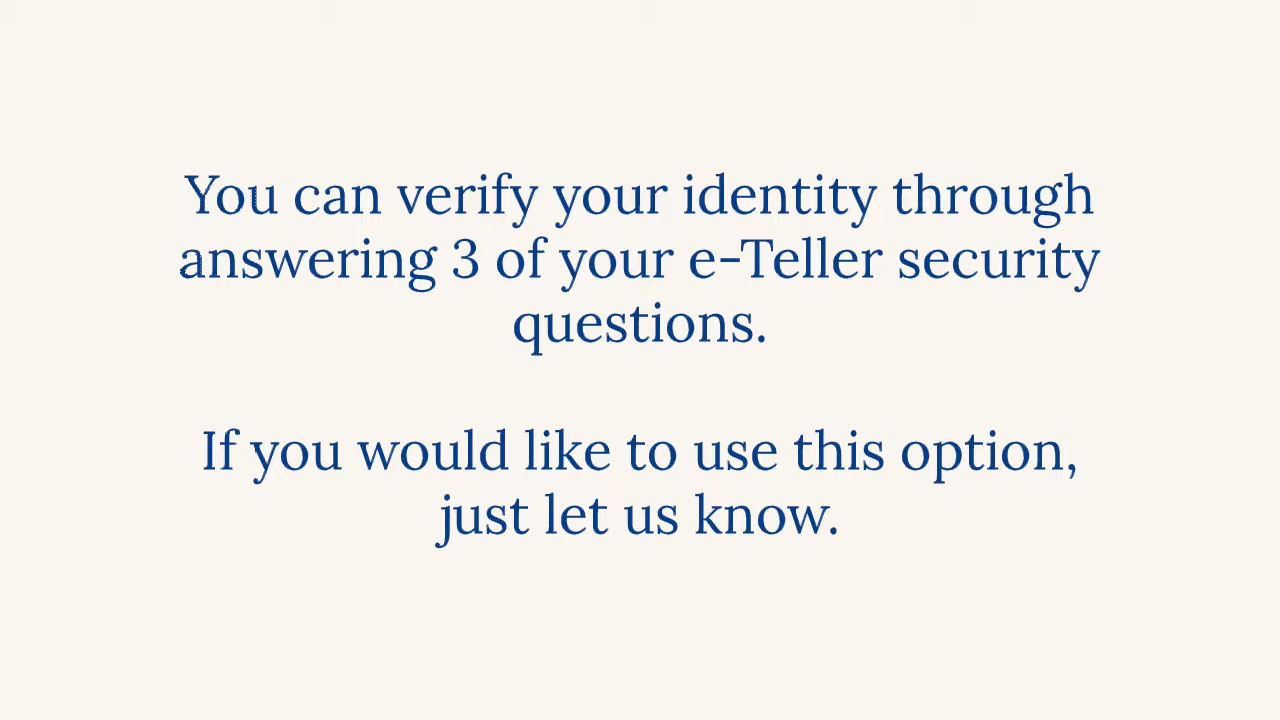 You can verify your identity through
answering 3 of your e-Teller security
questions.
If you would like to use this option,
just let us know.